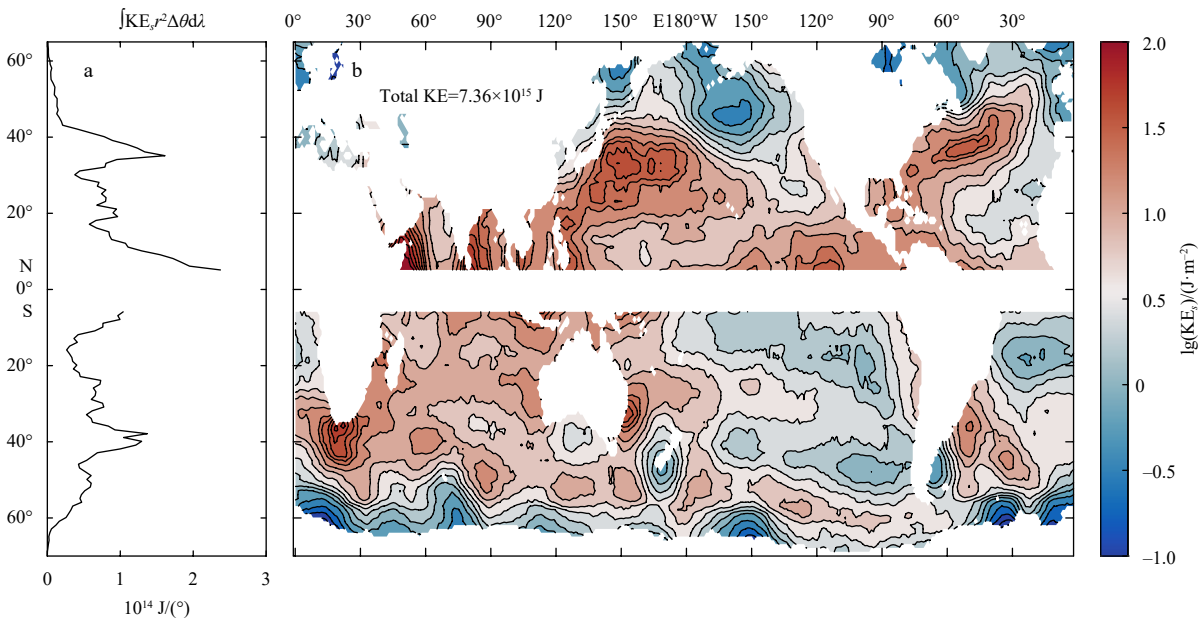 ∫KEₛr²Δθdλ
0° 30° 60° 90° 120° 150° E180°W 150° 120° 90° 60° 30°
a
b
Total KE=7.36×10¹⁵ J
60°
40°
20°
N
0°
S
20°
40°
60°
0 1 2 3
10¹⁴ J/(°)
2.0
1.5
1.0
0.5
0
−0.5
−1.0
lg(KEₛ)/(J·m⁻²)